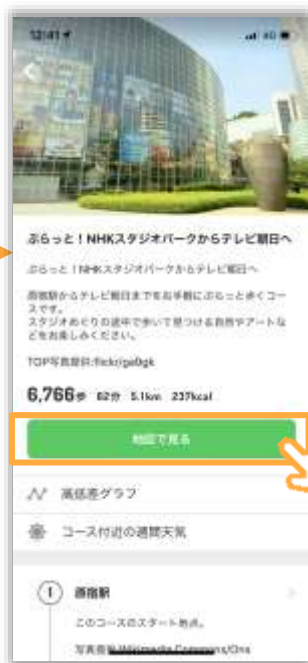 12:41
4G
ぶらっと！NHKスタジオパークからテレビ朝日へ
ぶらっと！NHKスタジオパークからテレビ朝日へ
原宿駅からテレビ朝日までをお手軽にぶらっと歩くコー
スです。
スタジオめぐりの途中で歩いて見つける自然やアートな
どをお楽しみください。
TOP写真提供:flickr/ga0gk
6,766歩 82分 5.1km 237kcal
地図で見る
高低差グラフ
コース付近の週間天気
1 原宿駅
このコースのスタート地点。
写真提供:Wikimedia Commons/Ons